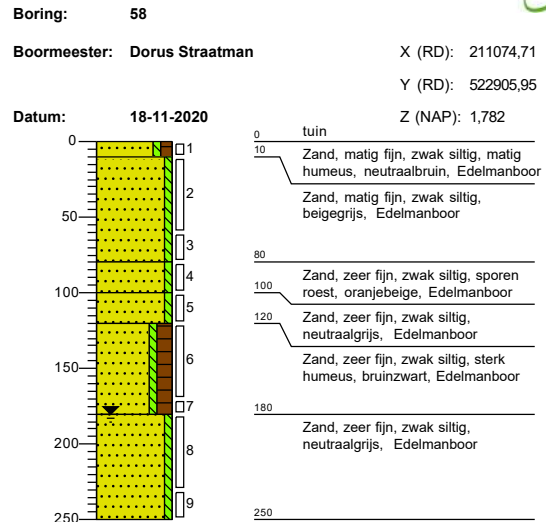 Boring: 58
Boormeester: Dorus Straatman X (RD): 211074,71
Y (RD): 522905,95
Datum: 18-11-2020 Z (NAP): 1,782
0 1 0 tuin
10 Zand, matig fijn, zwak siltig, matig
humeus, neutraalbruin, Edelmanboor
2 Zand, matig fijn, zwak siltig,
beigegrijs, Edelmanboor
50
3
80
4 Zand, zeer fijn, zwak siltig, sporen
100 100 roest, oranjebeige, Edelmanboor
5 Zand, zeer fijn, zwak siltig,
120 neutraalgrijs, Edelmanboor
6 Zand, zeer fijn, zwak siltig, sterk
150 humeus, bruinzwart, Edelmanboor
7 180
Zand, zeer fijn, zwak siltig,
200 8 neutraalgrijs, Edelmanboor
9
250 250